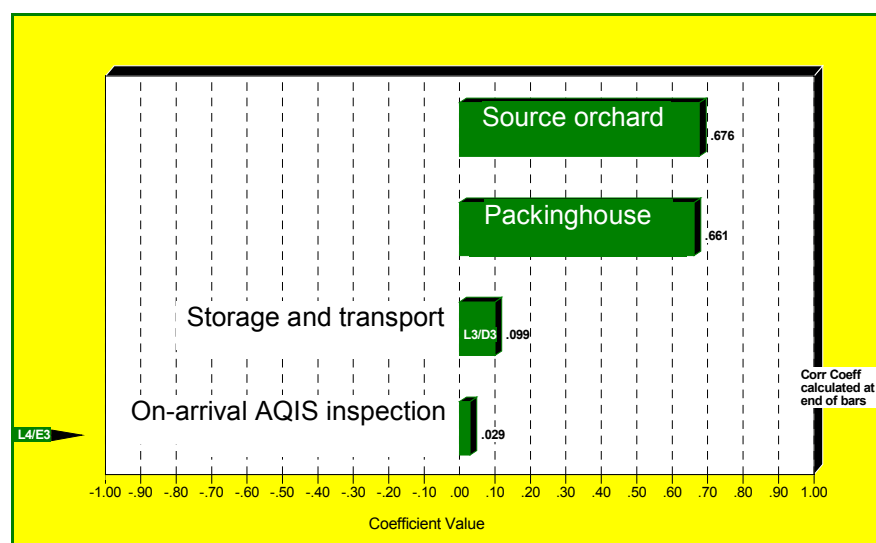 Source orchard
.676
Packinghouse
.661
Storage and transport
L3/D3
.099
Corr Coeff
calculated at
end of bars
On-arrival AQIS inspection
.029
L4/E3
-1.00 -.90 -.80 -.70 -.60 -.50 -.40 -.30 -.20 -.10 .00 .10 .20 .30 .40 .50 .60 .70 .80 .90 1.00
Coefficient Value